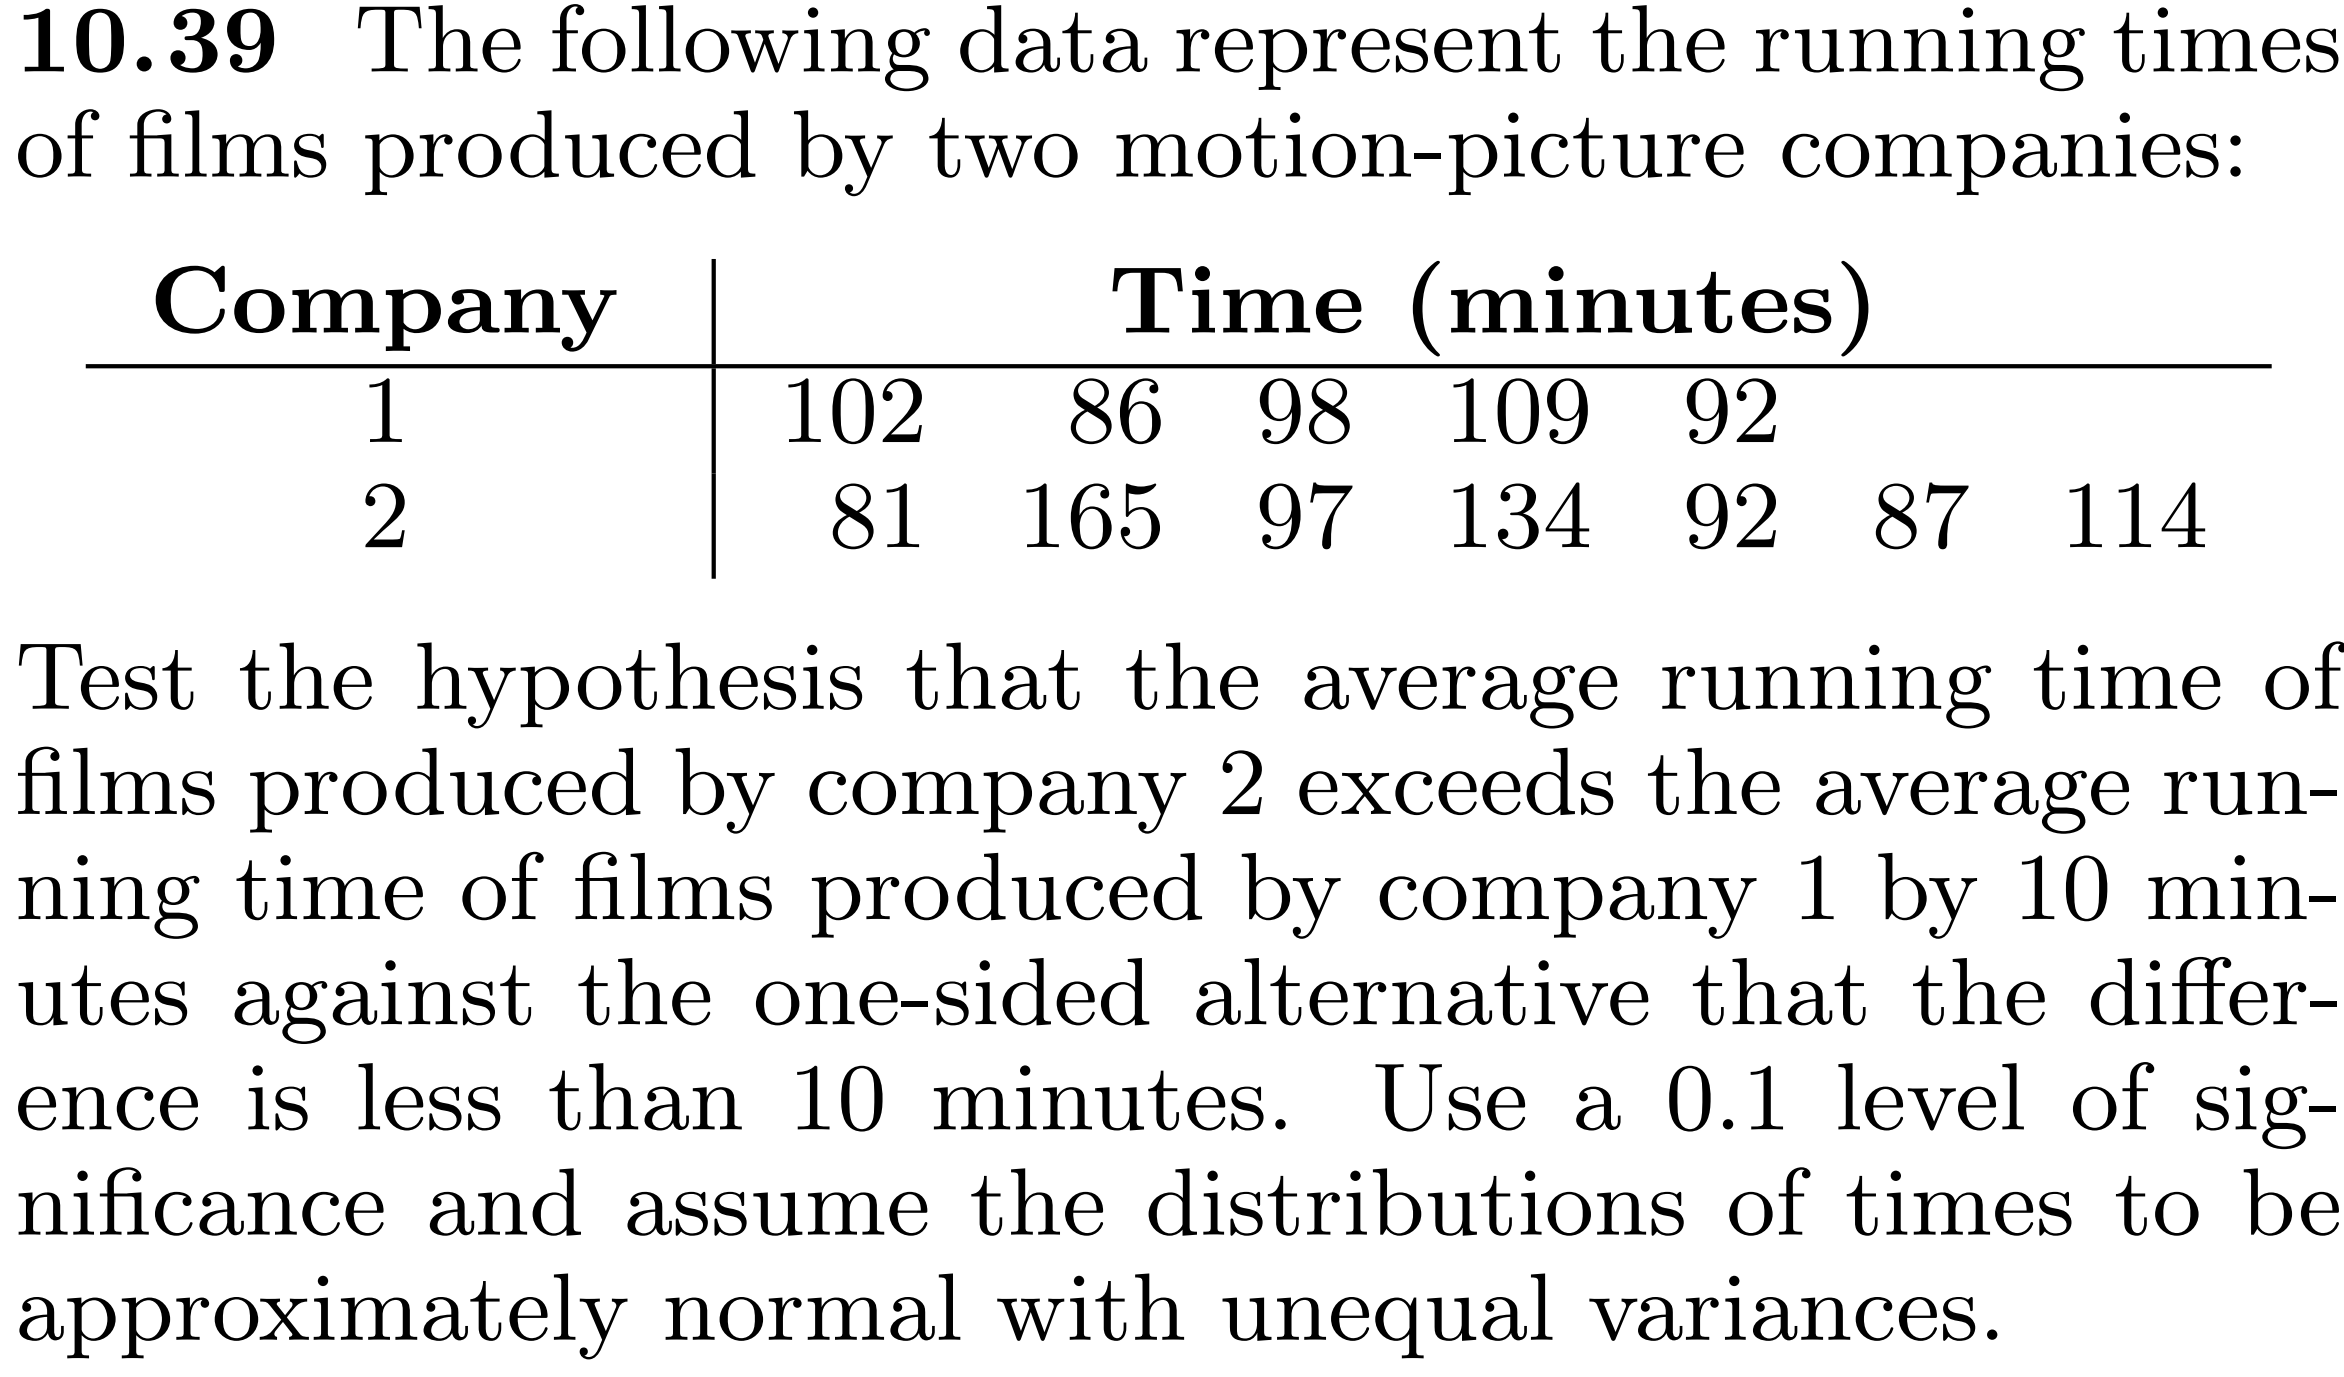 10.39 The following data represent the running times
of films produced by two motion-picture companies:
Company Time (minutes)
1 102 86 98 109 92
2 81 165 97 134 92 87 114
Test the hypothesis that the average running time of
films produced by company 2 exceeds the average run-
ning time of films produced by company 1 by 10 min-
utes against the one-sided alternative that the differ-
ence is less than 10 minutes. Use a 0.1 level of sig-
nificance and assume the distributions of times to be
approximately normal with unequal variances.